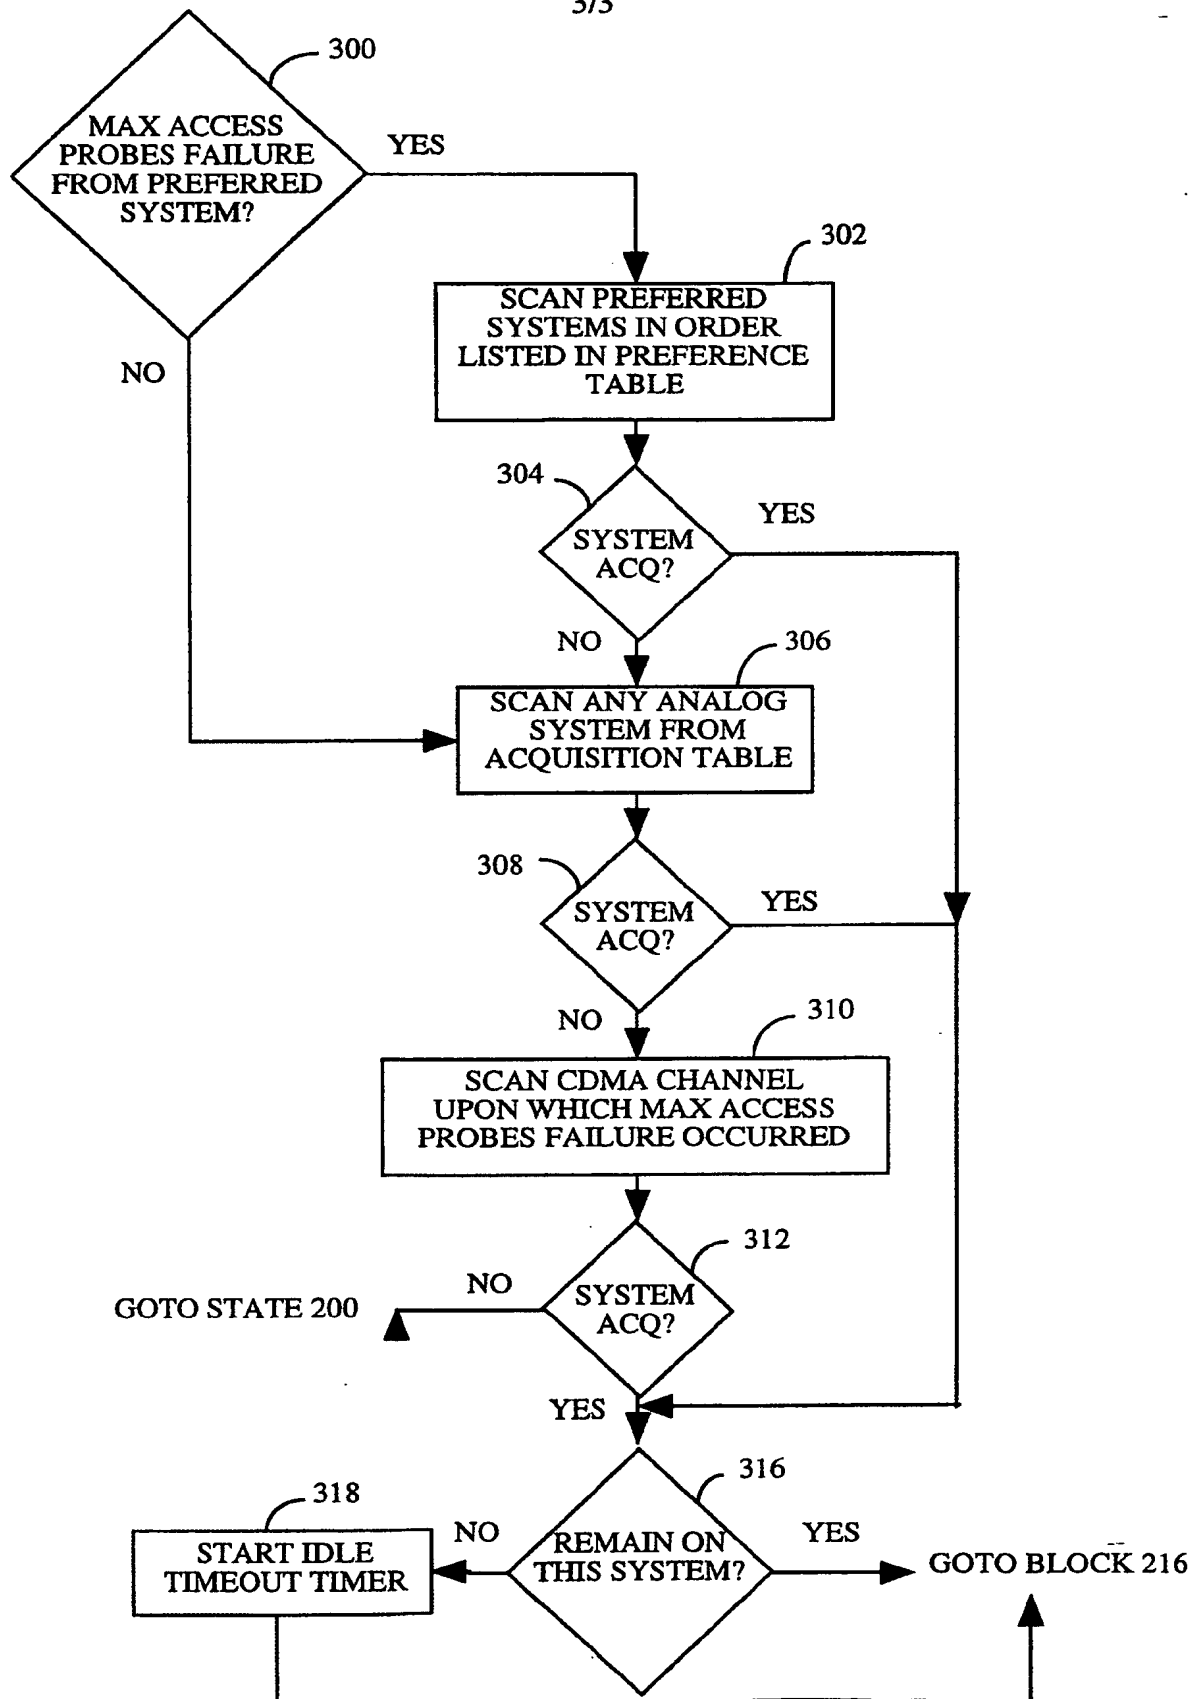 3/3
300
MAX ACCESS
PROBES FAILURE
FROM PREFERRED
SYSTEM?
YES
NO
302
SCAN PREFERRED
SYSTEMS IN ORDER
LISTED IN PREFERENCE
TABLE
304
SYSTEM
ACQ?
YES
NO
306
SCAN ANY ANALOG
SYSTEM FROM
ACQUISITION TABLE
308
SYSTEM
ACQ?
YES
NO
310
SCAN CDMA CHANNEL
UPON WHICH MAX ACCESS
PROBES FAILURE OCCURRED
312
SYSTEM
ACQ?
NO
GOTO STATE 200
YES
316
REMAIN ON
THIS SYSTEM?
NO
YES
318
START IDLE
TIMEOUT TIMER
GOTO BLOCK 216